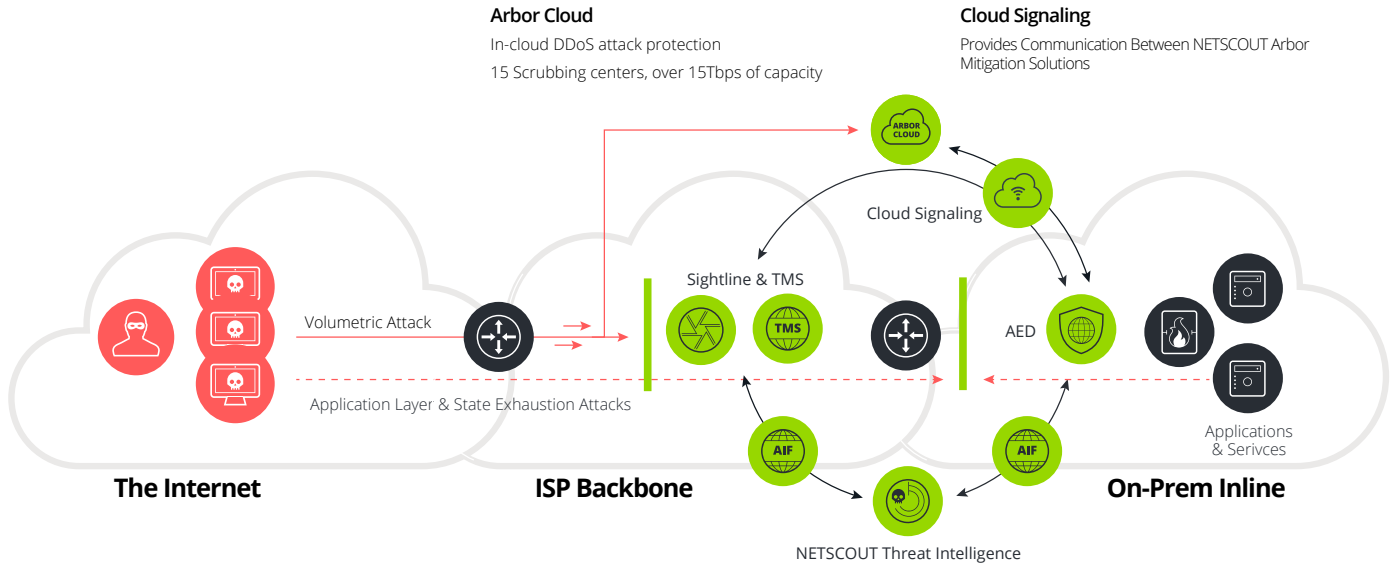 Arbor Cloud
In-cloud DDoS attack protection
15 Scrubbing centers, over 15Tbps of capacity
Cloud Signaling
Provides Communication Between NETSCOUT Arbor
Mitigation Solutions
ARBOR
CLOUD
Cloud Signaling
Sightline & TMS
Volumetric Attack
TMS
AED
Application Layer & State Exhaustion Attacks
Applications
& Serivces
AIF
AIF
The Internet
ISP Backbone
On-Prem Inline
NETSCOUT Threat Intelligence